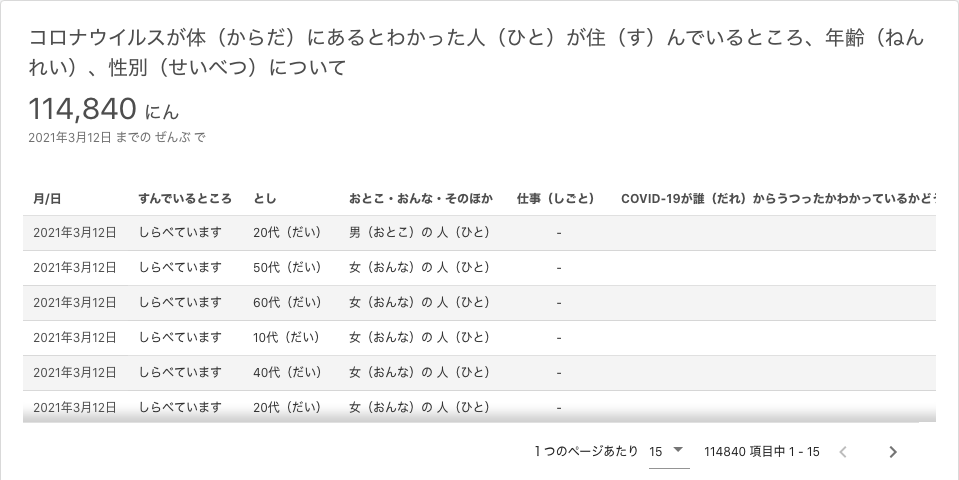 コロナウイルスが体（からだ）にあるとわかった人（ひと）が住（す）んでいるところ、年齢（ねん
れい）、性別（せいべつ）について
114,840 にん
2021年3月12日 までの ぜんぶ で
月/日 すんでいるところ とし おとこ・おんな・そのほか 仕事（しごと） COVID-19が誰（だれ）からうつったかわかっているかど
2021年3月12日 しらべています 20代（だい） 男（おとこ）の 人（ひと） -
2021年3月12日 しらべています 50代（だい） 女（おんな）の 人（ひと） -
2021年3月12日 しらべています 60代（だい） 女（おんな）の 人（ひと） -
2021年3月12日 しらべています 10代（だい） 女（おんな）の 人（ひと） -
2021年3月12日 しらべています 40代（だい） 女（おんな）の 人（ひと） -
2021年3月12日 しらべています 20代（だい） 女（おんな）の 人（ひと） -
1 つのページあたり 15 114840 項目中 1 - 15